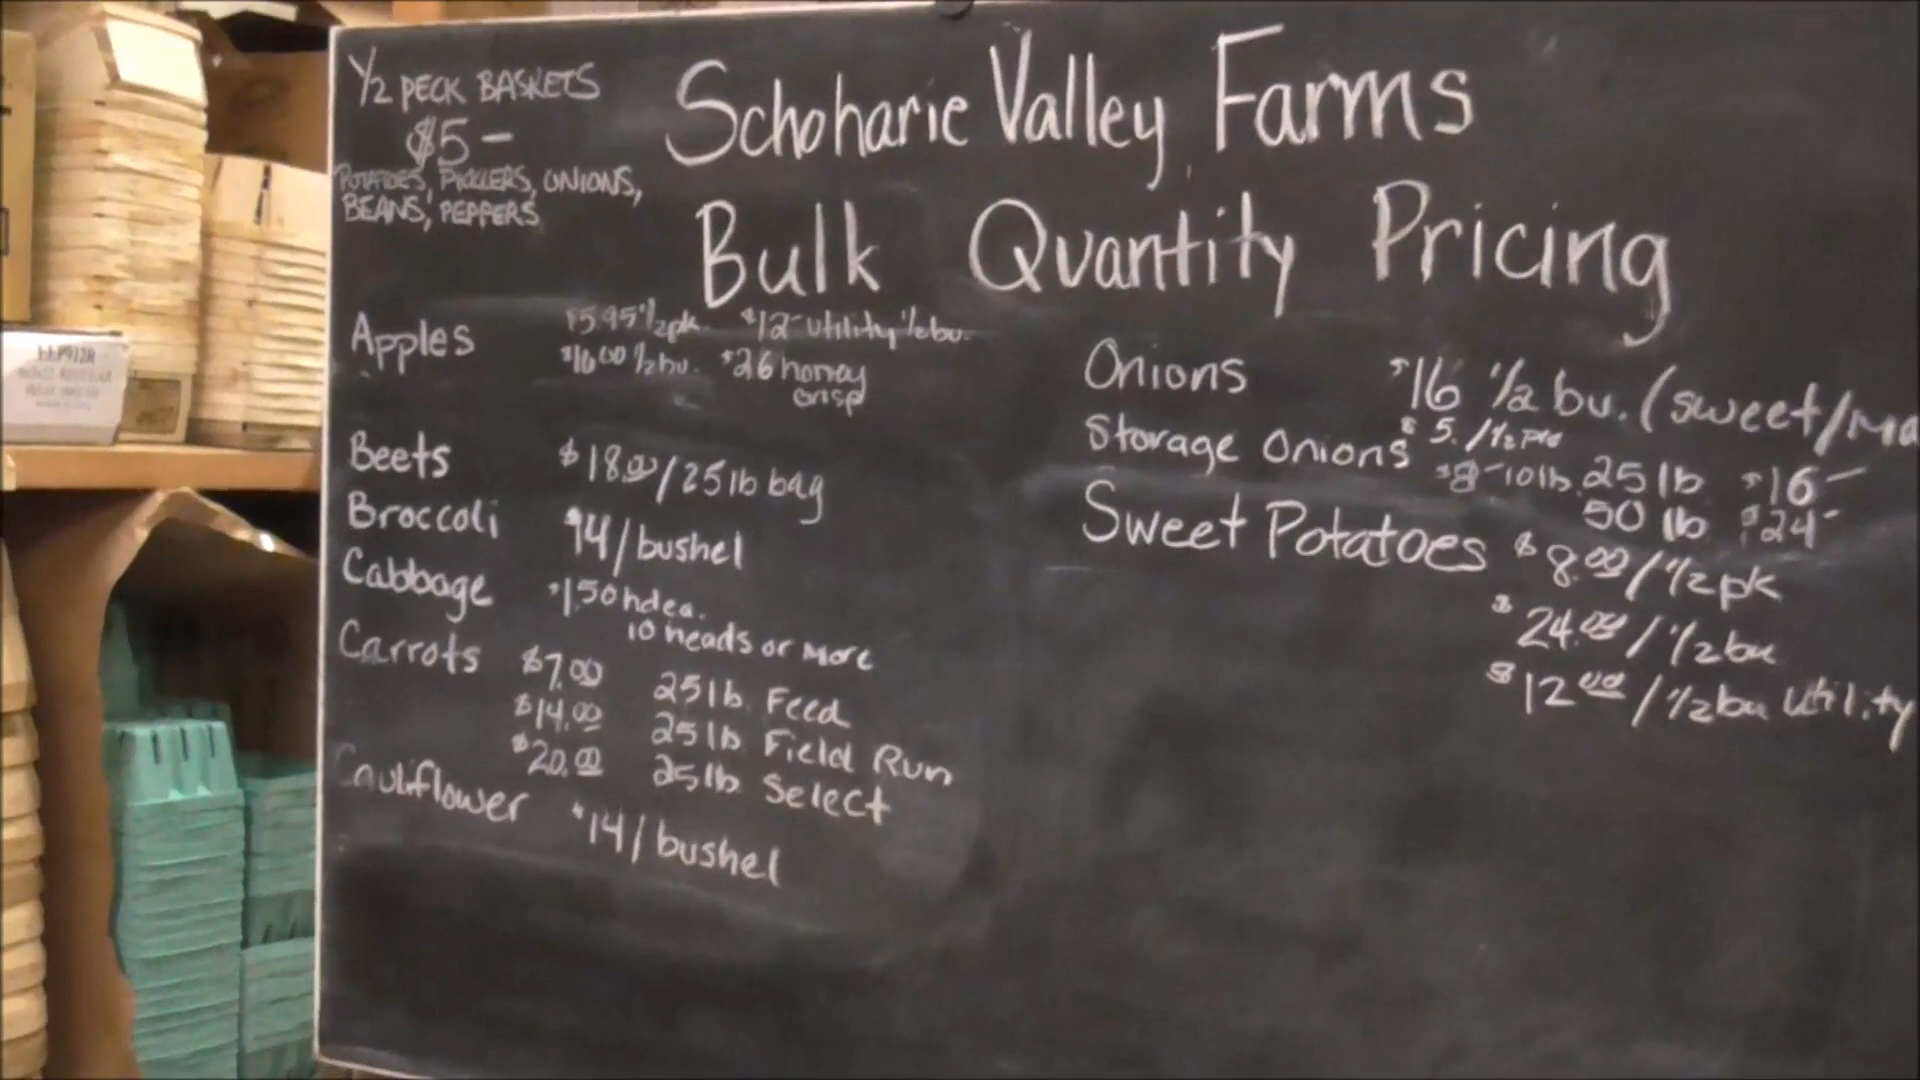 1/2 PECK BASKETS
$5-
POTATOES, PICKLERS, ONIONS,
BEANS, PEPPERS
Schoharie Valley Farms
Bulk Quantity Pricing
Apples $5.95 1/2 pk. $12- utility 1/2 bu.
$16.00 1/2 bu. $26 honey
crisp
Beets $18.00/25 lb bag
Broccoli 14/bushel
Cabbage $1.50 hd ea.
10 heads or more
Carrots $7.00 25 lb. Feed
$14.00 25 lb. Field Run
$20.00 25 lb. Select
Cauliflower $14/bushel
Onions $16 1/2 bu. (sweet/
Storage Onions $5./1/2 pk
$8- 10 lb. 25 lb $16-
50 lb $24-
Sweet Potatoes $8.00/1/2 pk
$24.00/1/2 bu
$12.00/1/2 bu utility